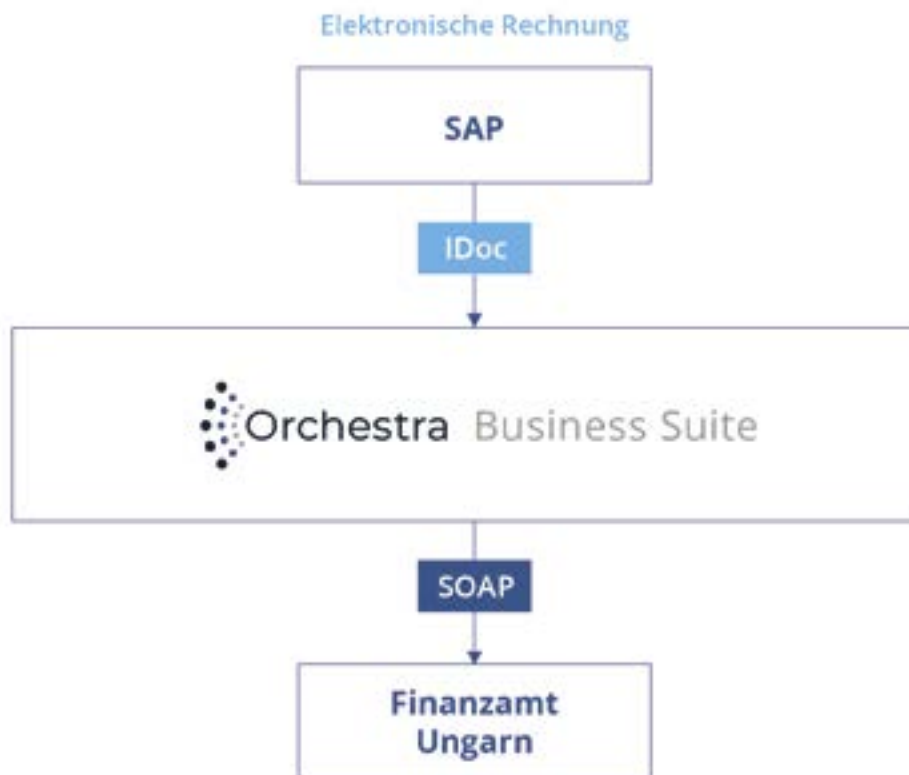 Elektronische Rechnung
SAP
IDoc
Orchestra Business Suite
SOAP
Finanzamt
Ungarn